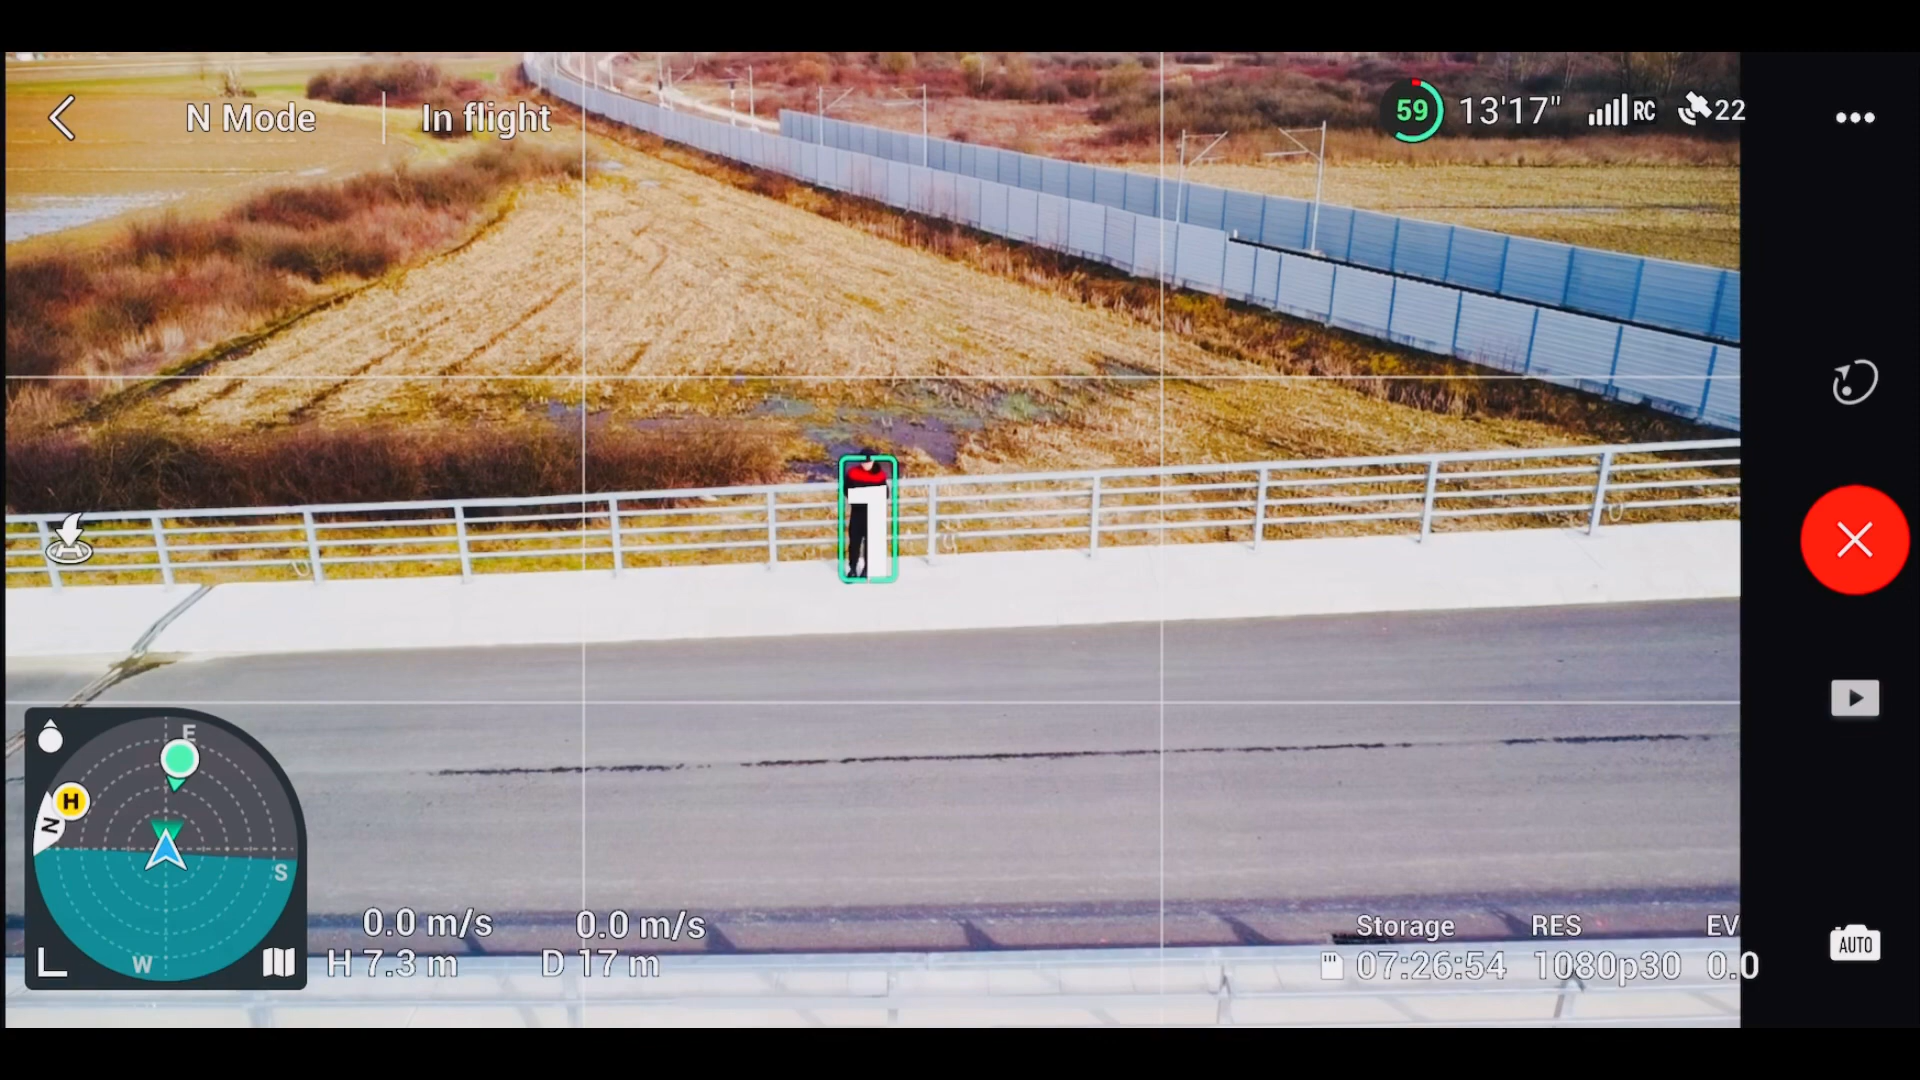 N Mode
In flight
59
13'17"
RC
22
E
H
N
S
W
0.0 m/s
0.0 m/s
H 7.3 m
D 17 m
Storage
RES
EV
07:26:54
1080p30
0.0
AUTO